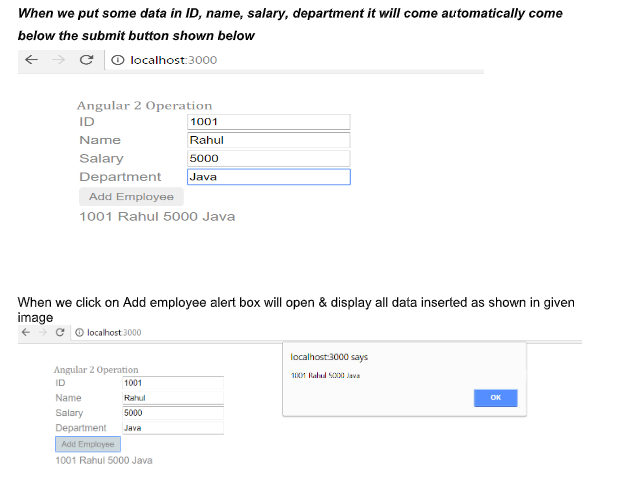 When we put some data in ID, name, salary, department it will come automatically come
below the submit button shown below
localhost:3000
Angular 2 Operation
ID 1001
Name Rahul
Salary 5000
Department Java
Add Employee
1001 Rahul 5000 Java
When we click on Add employee alert box will open & display all data inserted as shown in given
image
localhost:3000
localhost:3000 says
1001 Rahul 5000 Java
OK
Angular 2 Operation
ID 1001
Name Rahul
Salary 5000
Department Java
Add Employee
1001 Rahul 5000 Java